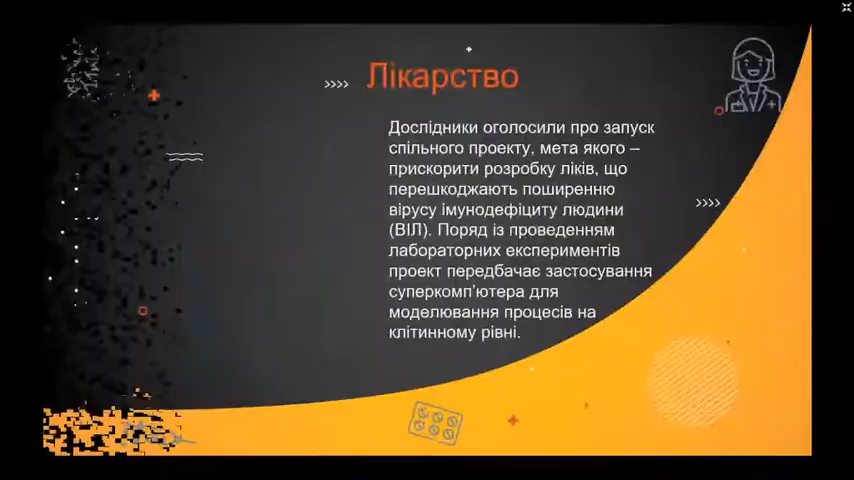 Лікарство
Дослідники оголосили про запуск
спільного проекту, мета якого –
прискорити розробку ліків, що
перешкоджають поширенню
вірусу імунодефіциту людини
(ВІЛ). Поряд із проведенням
лабораторних експериментів
проект передбачає застосування
суперкомп’ютера для
моделювання процесів на
клітинному рівні.